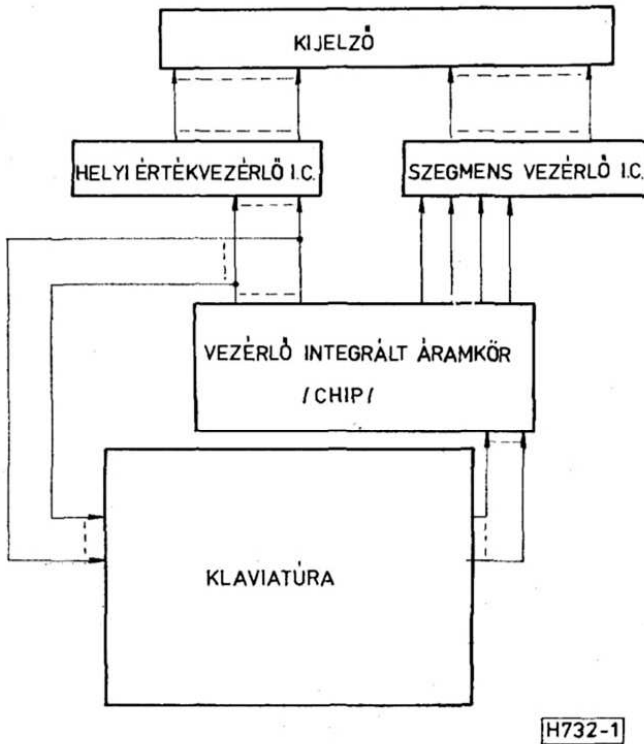 KIJELZŐ
HELYI ÉRTÉKVEZÉRLŐ I.C.
SZEGMENS VEZÉRLŐ I.C.
VEZÉRLŐ INTEGRÁLT ÁRAMKÖR
/CHIP/
KLAVIATÚRA
H732-1